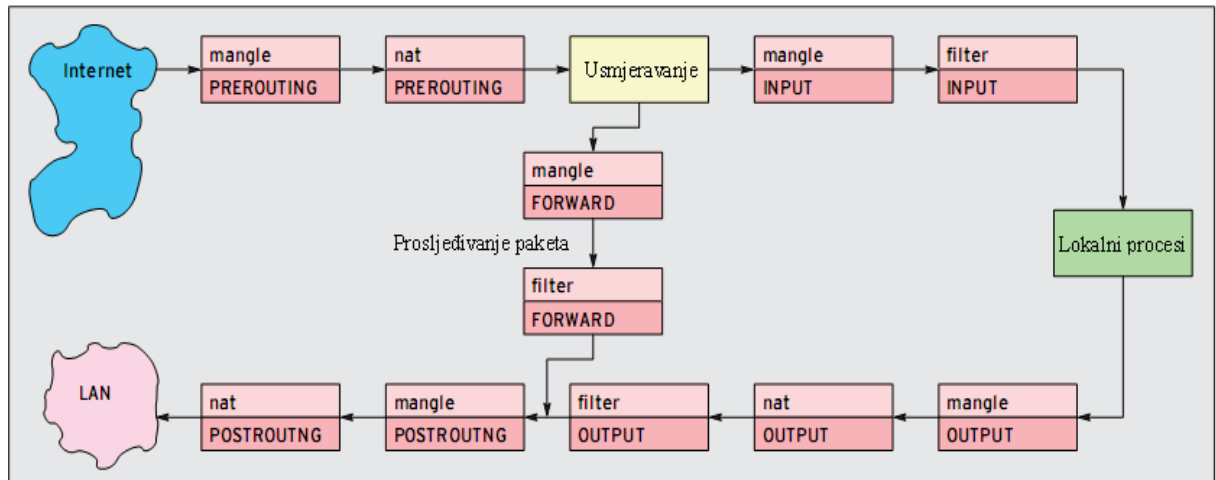 Internet
mangle
PREROUTING
nat
PREROUTING
Usmjeravanje
mangle
INPUT
filter
INPUT
mangle
FORWARD
Prosljeđivanje paketa
filter
FORWARD
Lokalni procesi
LAN
nat
POSTROUTNG
mangle
POSTROUTNG
filter
OUTPUT
nat
OUTPUT
mangle
OUTPUT